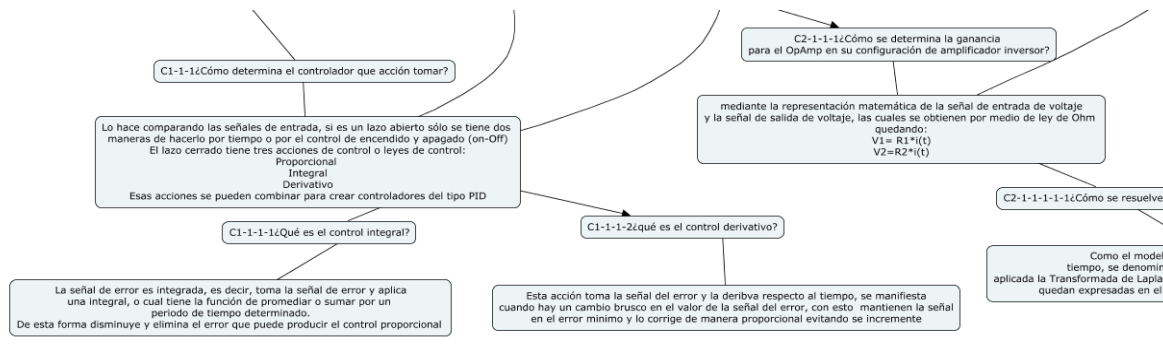 C1-1-1¿Cómo determina el controlador que acción tomar?
Lo hace comparando las señales de entrada, si es un lazo abierto sólo se tiene dos
maneras de hacerlo por tiempo o por el control de encendido y apagado (on-Off)
El lazo cerrado tiene tres acciones de control o leyes de control:
Proporcional
Integral
Derivativo
Esas acciones se pueden combinar para crear controladores del tipo PID
C1-1-1-1¿Qué es el control integral?
La señal de error es integrada, es decir, toma la señal de error y aplica
una integral, o cual tiene la función de promediar o sumar por un
periodo de tiempo determinado.
De esta forma disminuye y elimina el error que puede producir el control proporcional
C1-1-1-2¿qué es el control derivativo?
Esta acción toma la señal del error y la deribva respecto al tiempo, se manifiesta
cuando hay un cambio brusco en el valor de la señal del error, con esto mantienen la señal
en el error minimo y lo corrige de manera proporcional evitando se incremente
C2-1-1-1¿Cómo se determina la ganancia
para el OpAmp en su configuración de amplificador inversor?
mediante la representación matemática de la señal de entrada de voltaje
y la señal de salida de voltaje, las cuales se obtienen por medio de ley de Ohm
quedando:
V1= R1*i(t)
V2=R2*i(t)
C2-1-1-1-1-1¿Cómo se resuelve
Como el model
tiempo, se denomin
aplicada la Transformada de Lapla
quedan expresadas en el